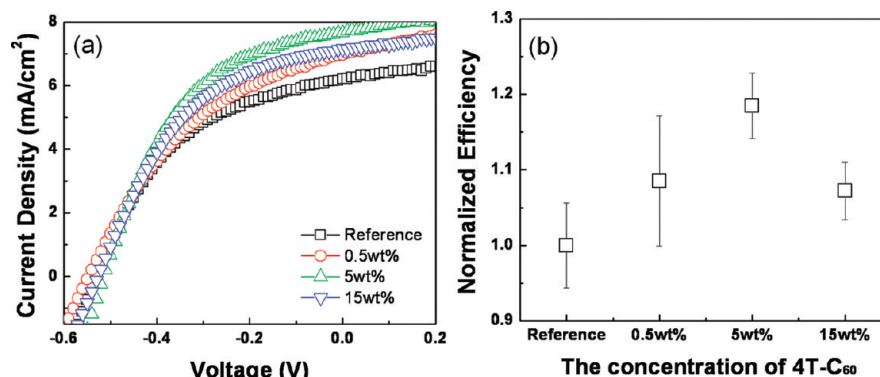 (a)
Current Density (mA/cm²)
8
6
4
2
0
Reference
0.5wt%
5wt%
15wt%
-0.6
-0.4
-0.2
0.0
0.2
Voltage (V)
(b)
Normalized Efficiency
1.3
1.2
1.1
1.0
0.9
Reference
0.5wt%
5wt%
15wt%
The concentration of 4T-C₆₀